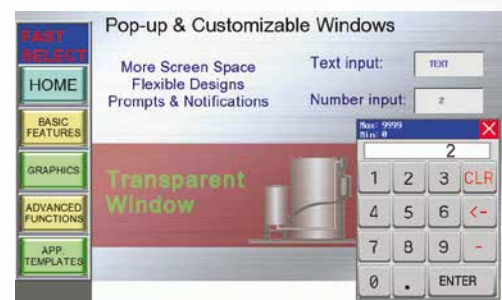 FAST
SELECT
HOME
BASIC
FEATURES
GRAPHICS
ADVANCED
FUNCTIONS
APP.
TEMPLATES
Pop-up & Customizable Windows
More Screen Space
Flexible Designs
Prompts & Notifications
Text input:
TEXT
Number input:
2
Transparent
Window
Max: 9999
Min: 0
X
2
1 2 3 CLR
4 5 6 <-
7 8 9 -
0 . ENTER